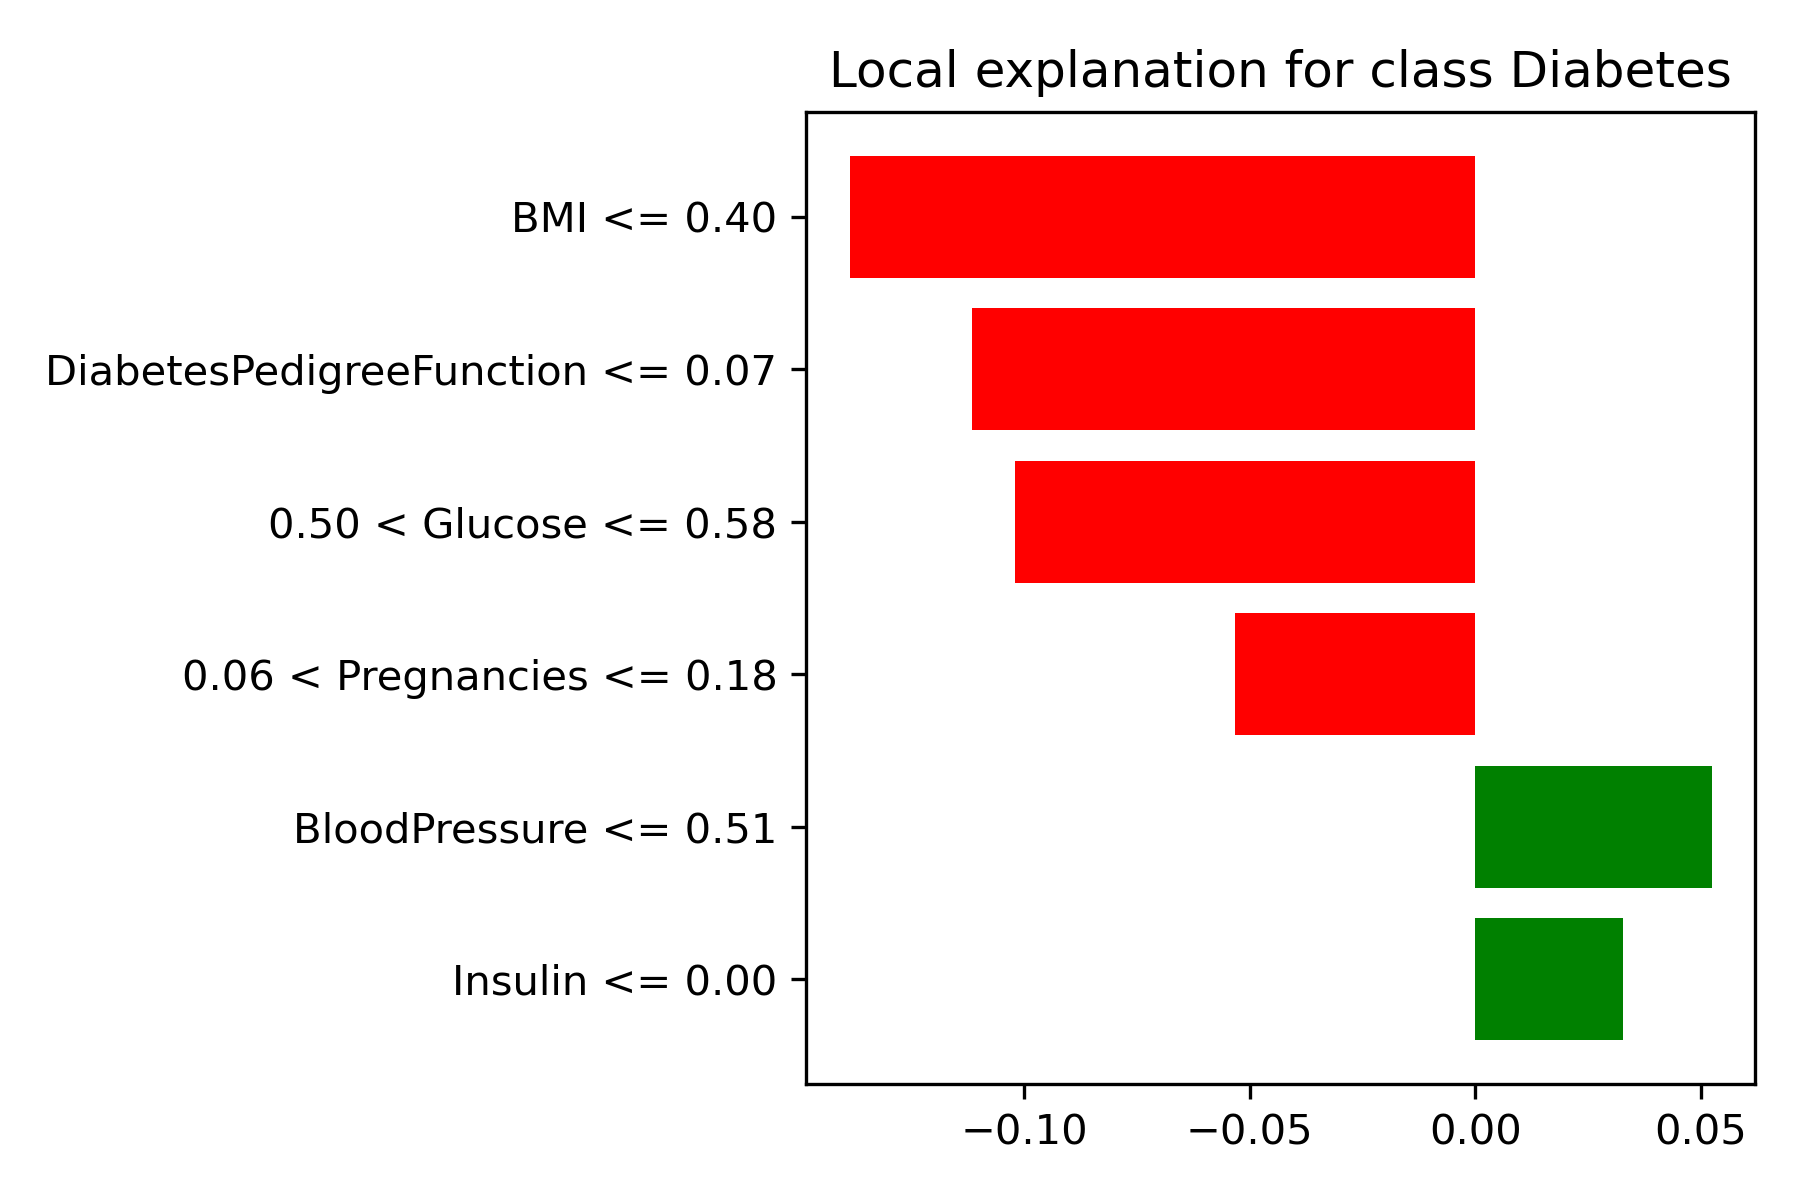 Local explanation for class Diabetes
BMI <= 0.40
DiabetesPedigreeFunction <= 0.07
0.50 < Glucose <= 0.58
0.06 < Pregnancies <= 0.18
BloodPressure <= 0.51
Insulin <= 0.00
−0.10 −0.05 0.00 0.05